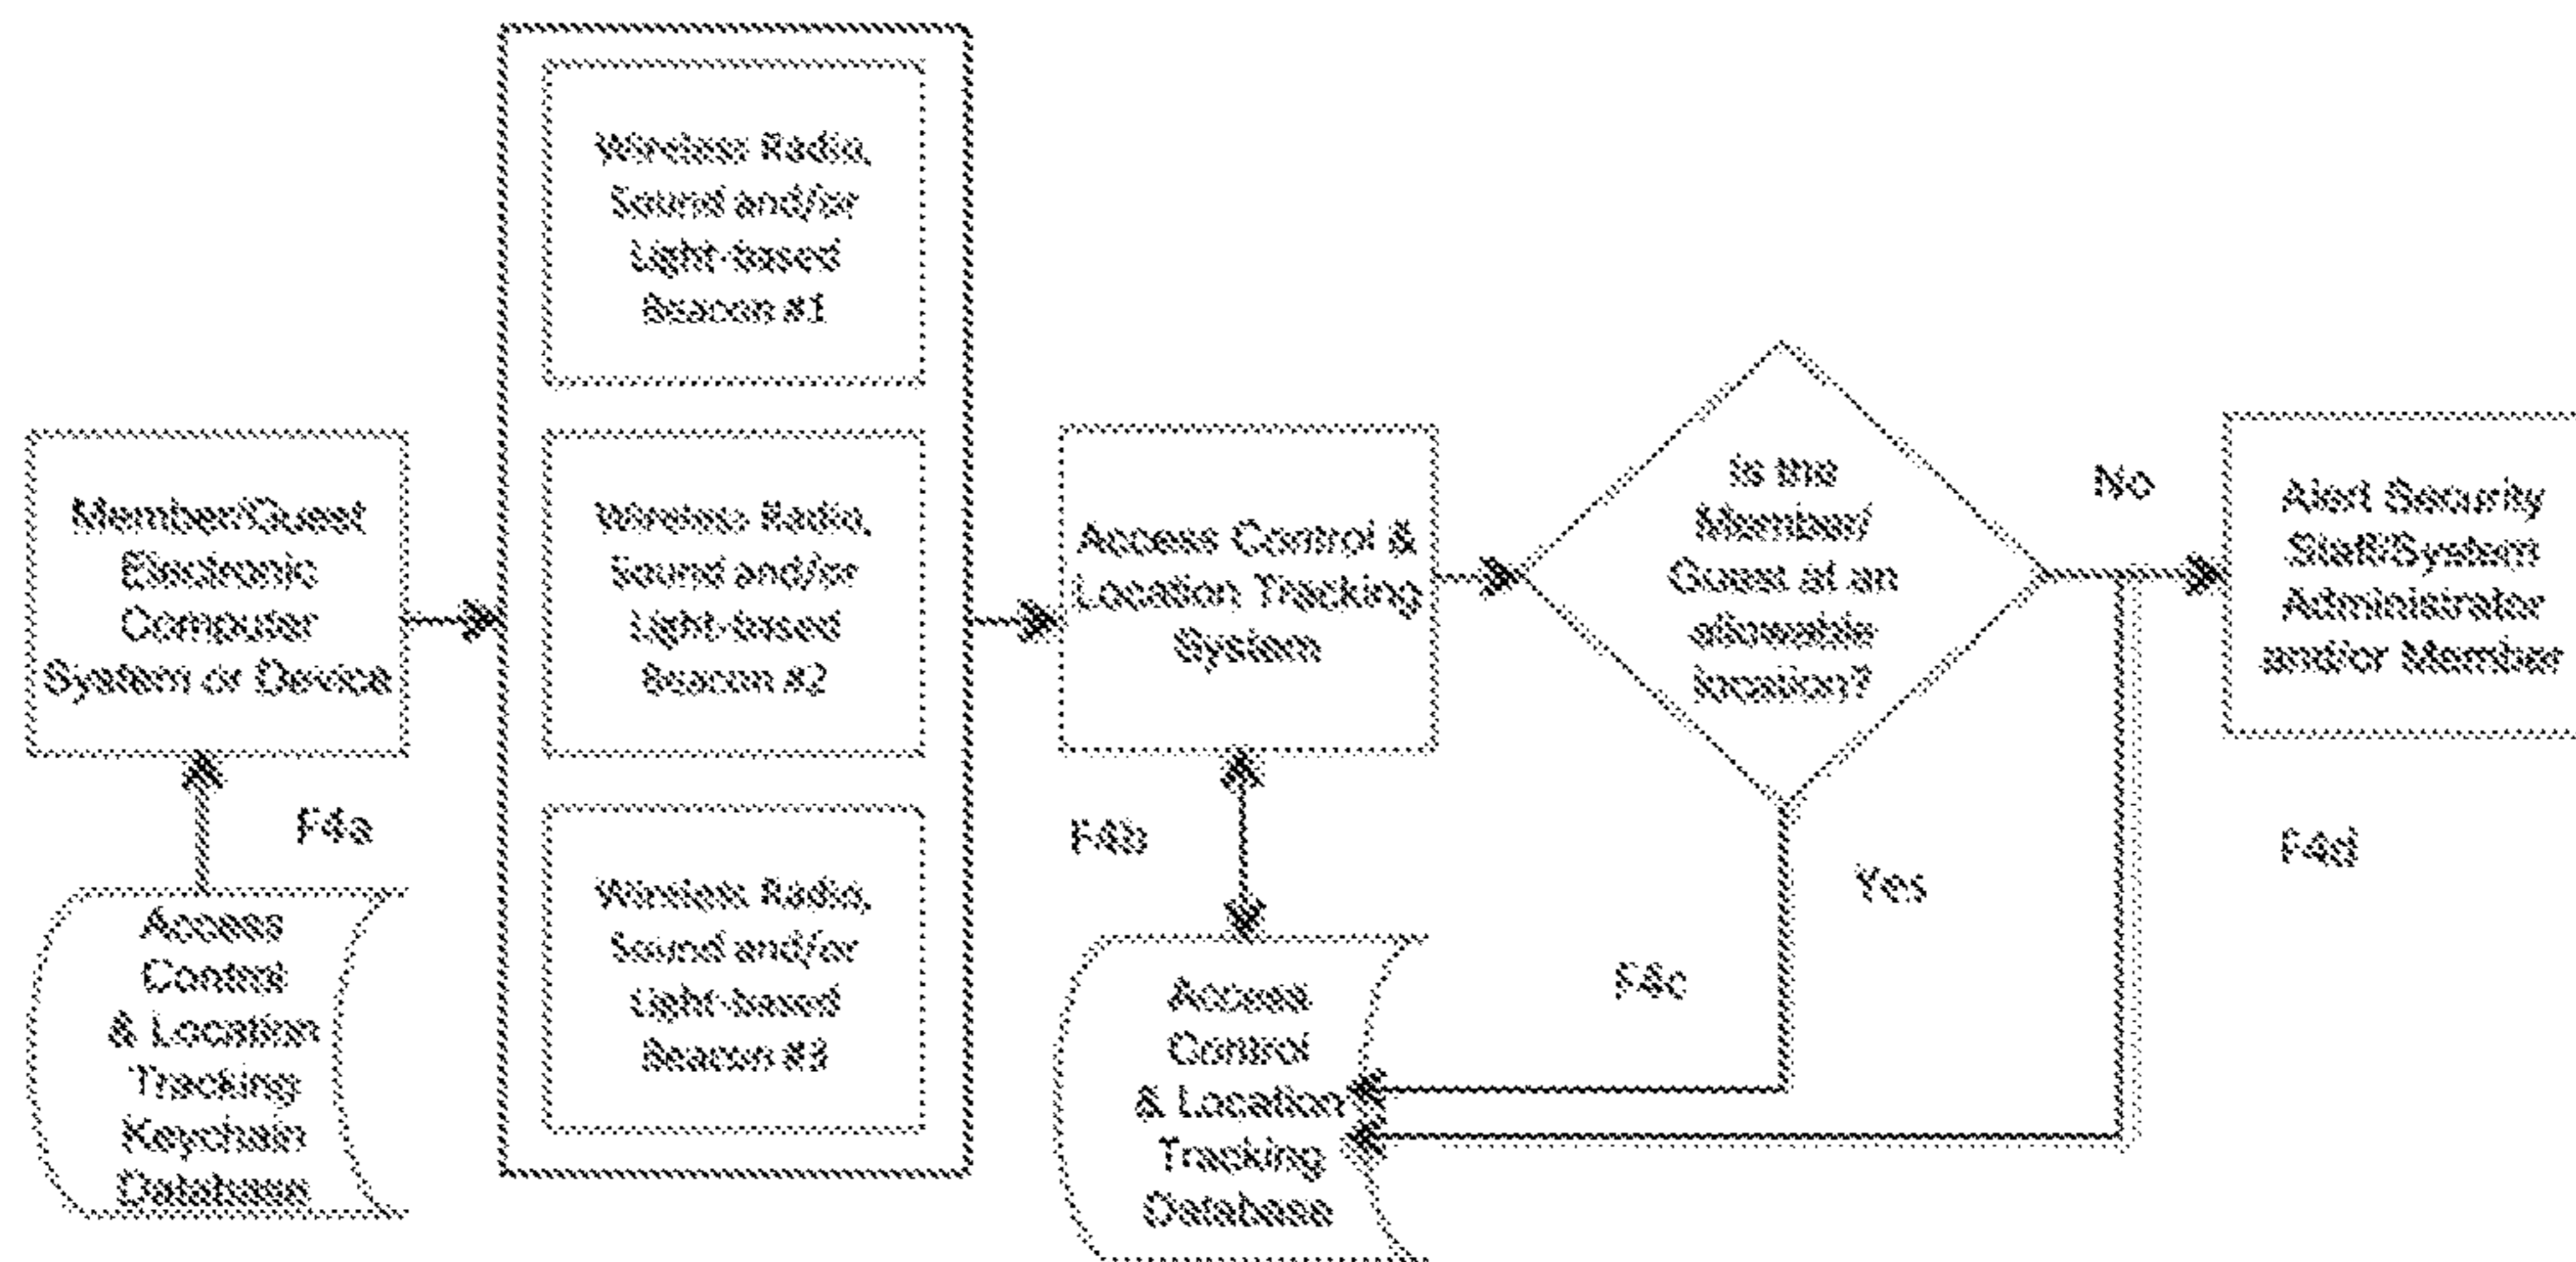 Wireless Radio,
Sound and/or
Light-based
Beacon #1
Member/Guest
Electronic
Computer
System or Device
Wireless Radio,
Sound and/or
Light-based
Beacon #2
Access Control &
Location Tracking
System
Is the
Member/
Guest at an
allowable
location?
No
Alert Security
Staff/System
Administrator
and/or Member
F4a
F4b
Yes
F4d
Access
Control
& Location
Tracking
Keychain
Database
Wireless Radio,
Sound and/or
Light-based
Beacon #3
Access
Control
& Location
Tracking
Database
F4c